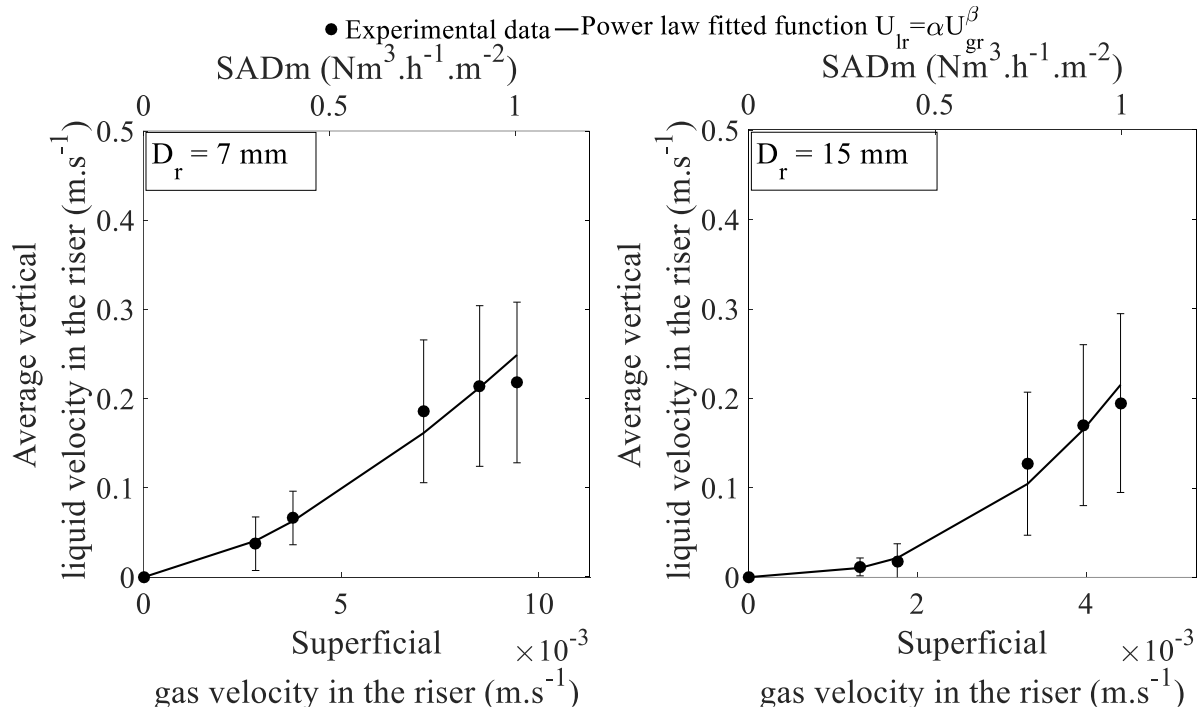 Experimental data — Power law fitted function U_lr=αU_gr^β
SADm (Nm³.h⁻¹.m⁻²)
0 0.5 1
D_r = 7 mm
0.5
0.4
0.3
0.2
0.1
0
Average vertical
liquid velocity in the riser (m.s⁻¹)
0 5 10
×10⁻³
Superficial
gas velocity in the riser (m.s⁻¹)
SADm (Nm³.h⁻¹.m⁻²)
0 0.5 1
D_r = 15 mm
0.5
0.4
0.3
0.2
0.1
0
Average vertical
liquid velocity in the riser (m.s⁻¹)
0 2 4
×10⁻³
Superficial
gas velocity in the riser (m.s⁻¹)